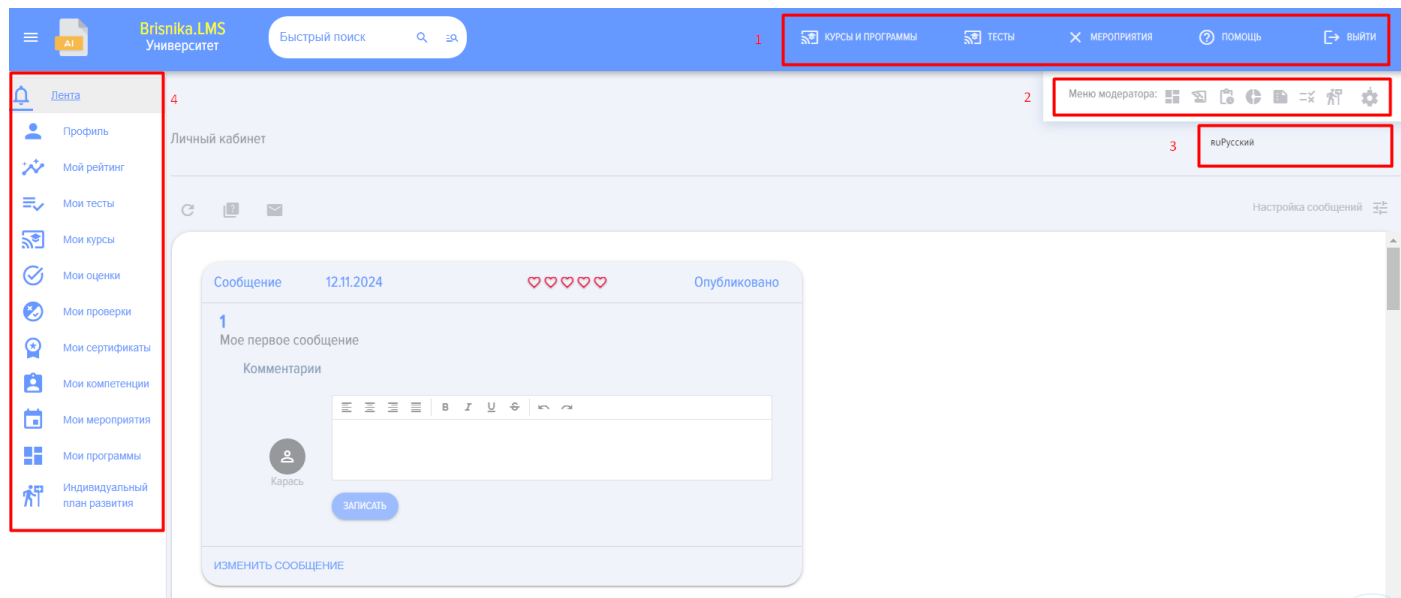 AI
Brisnika.LMS
Университет
Быстрый поиск
1
КУРСЫ И ПРОГРАММЫ
ТЕСТЫ
МЕРОПРИЯТИЯ
ПОМОЩЬ
ВЫЙТИ
Лента
4
2
Меню модератора:
Профиль
Личный кабинет
3
RUРусский
Мой рейтинг
Мои тесты
Настройка сообщений
Мои курсы
Мои оценки
Сообщение 12.11.2024 Опубликовано
Мои проверки
1
Мое первое сообщение
Мои сертификаты
Комментарии
Мои компетенции
B I U S
Мои мероприятия
Мои программы
Карась
Индивидуальный
план развития
ЗАПИСАТЬ
ИЗМЕНИТЬ СООБЩЕНИЕ